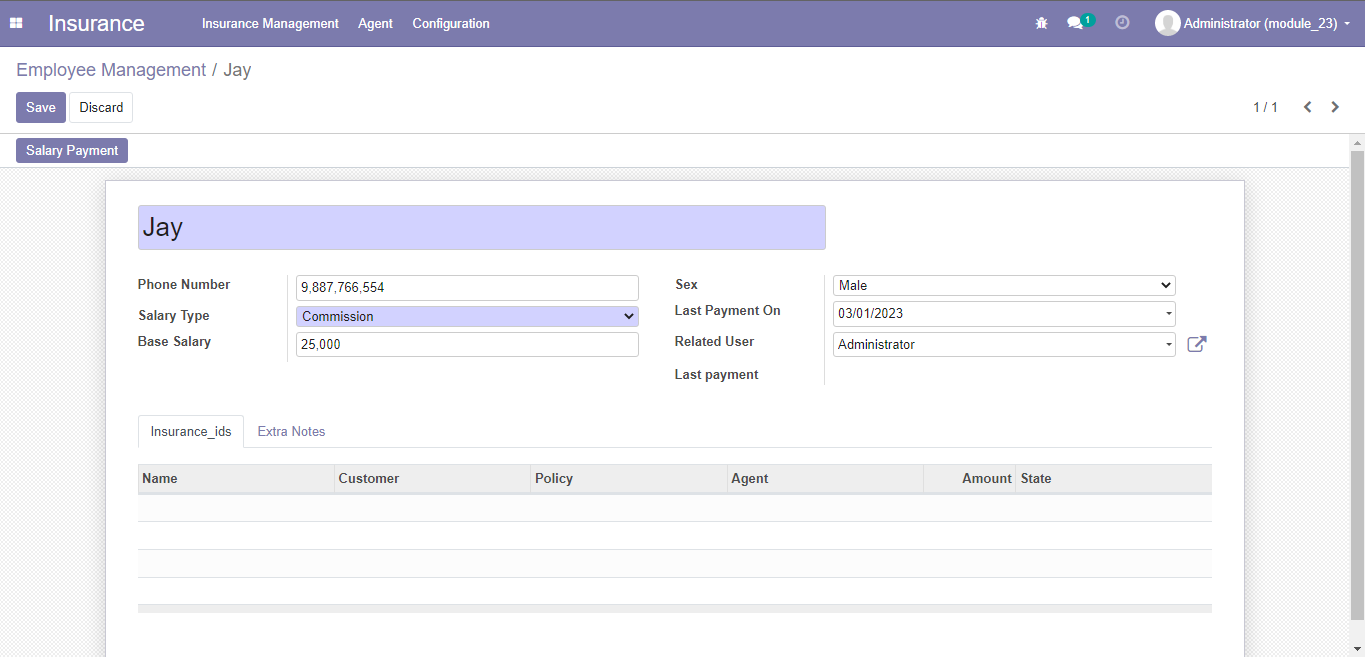 Insurance Insurance Management Agent Configuration 1 Administrator (module_23)
Employee Management / Jay
Save Discard 1 / 1
Salary Payment
Jay
Phone Number 9,887,766,554 Sex Male
Salary Type Commission Last Payment On 03/01/2023
Base Salary 25,000 Related User Administrator
Last payment
Insurance_ids Extra Notes
Name Customer Policy Agent Amount State